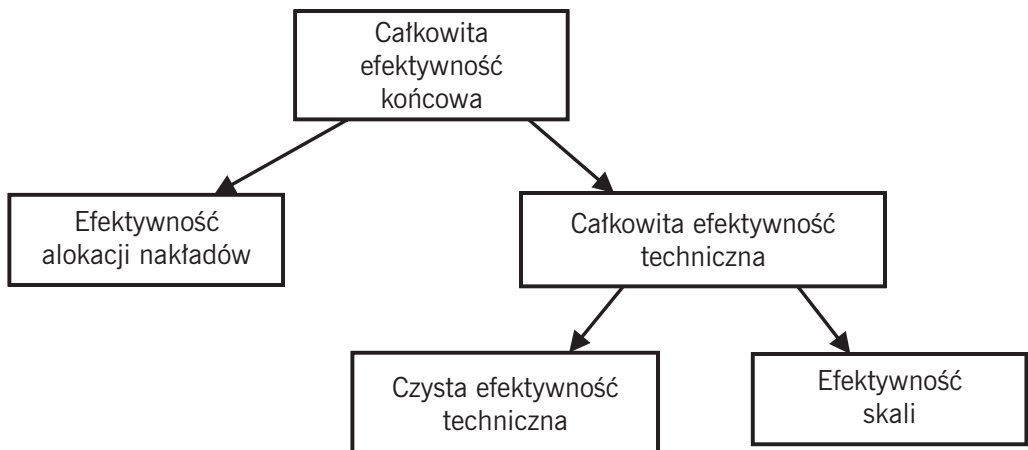 Całkowita
efektywność
końcowa
Efektywność
alokacji nakładów
Całkowita efektywność
techniczna
Czysta efektywność
techniczna
Efektywność
skali